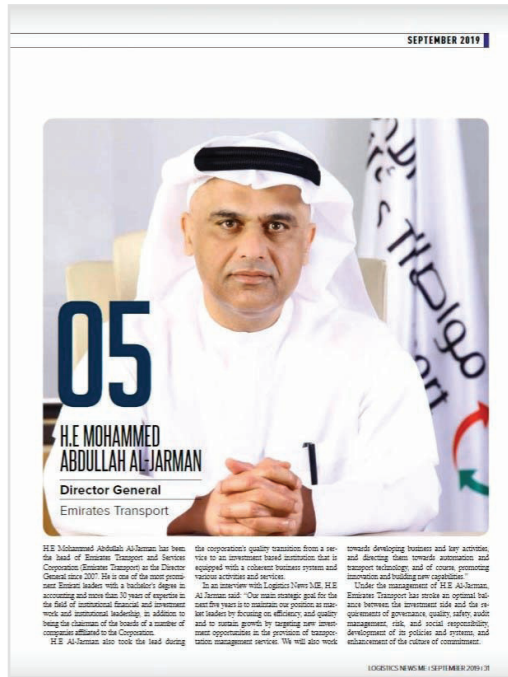 SEPTEMBER 2019
مواصلات الإمارات
05
H.E MOHAMMED
ABDULLAH AL-JARMAN
Director General
Emirates Transport
H.E Mohammed Abdullah Al-Jarman has been
the head of Emirates Transport and Services
Corporation (Emirates Transport) as the Director
General since 2007. He is one of the most promi-
nent Emirati leaders with a bachelor's degree in
accounting and more than 30 years of expertise in
the field of institutional financial and investment
work and institutional leadership, in addition to
being the chairman of the boards of a number of
companies affiliated to the Corporation.
H.E Al-Jarman also took the lead during
the corporation's quality transition from a ser-
vice to an investment based institution that is
equipped with a coherent business system and
various activities and services.
In an interview with Logistics News ME, H.E
Al Jarman said: “Our main strategic goal for the
next five years is to maintain our position as mar-
ket leaders by focusing on efficiency, and quality
and to sustain growth by targeting new invest-
ment opportunities in the provision of transpor-
tation management services. We will also work
towards developing business and key activities,
and directing them towards automation and
transport technology, and of course, promoting
innovation and building new capabilities.”
Under the management of H.E Al-Jarman,
Emirates Transport has stroke an optimal bal-
ance between the investment side and the re-
quirements of governance, quality, safety, audit
management, risk, and social responsibility,
development of its policies and systems, and
enhancement of the culture of commitment.
LOGISTICS NEWS ME | SEPTEMBER 2019 | 31